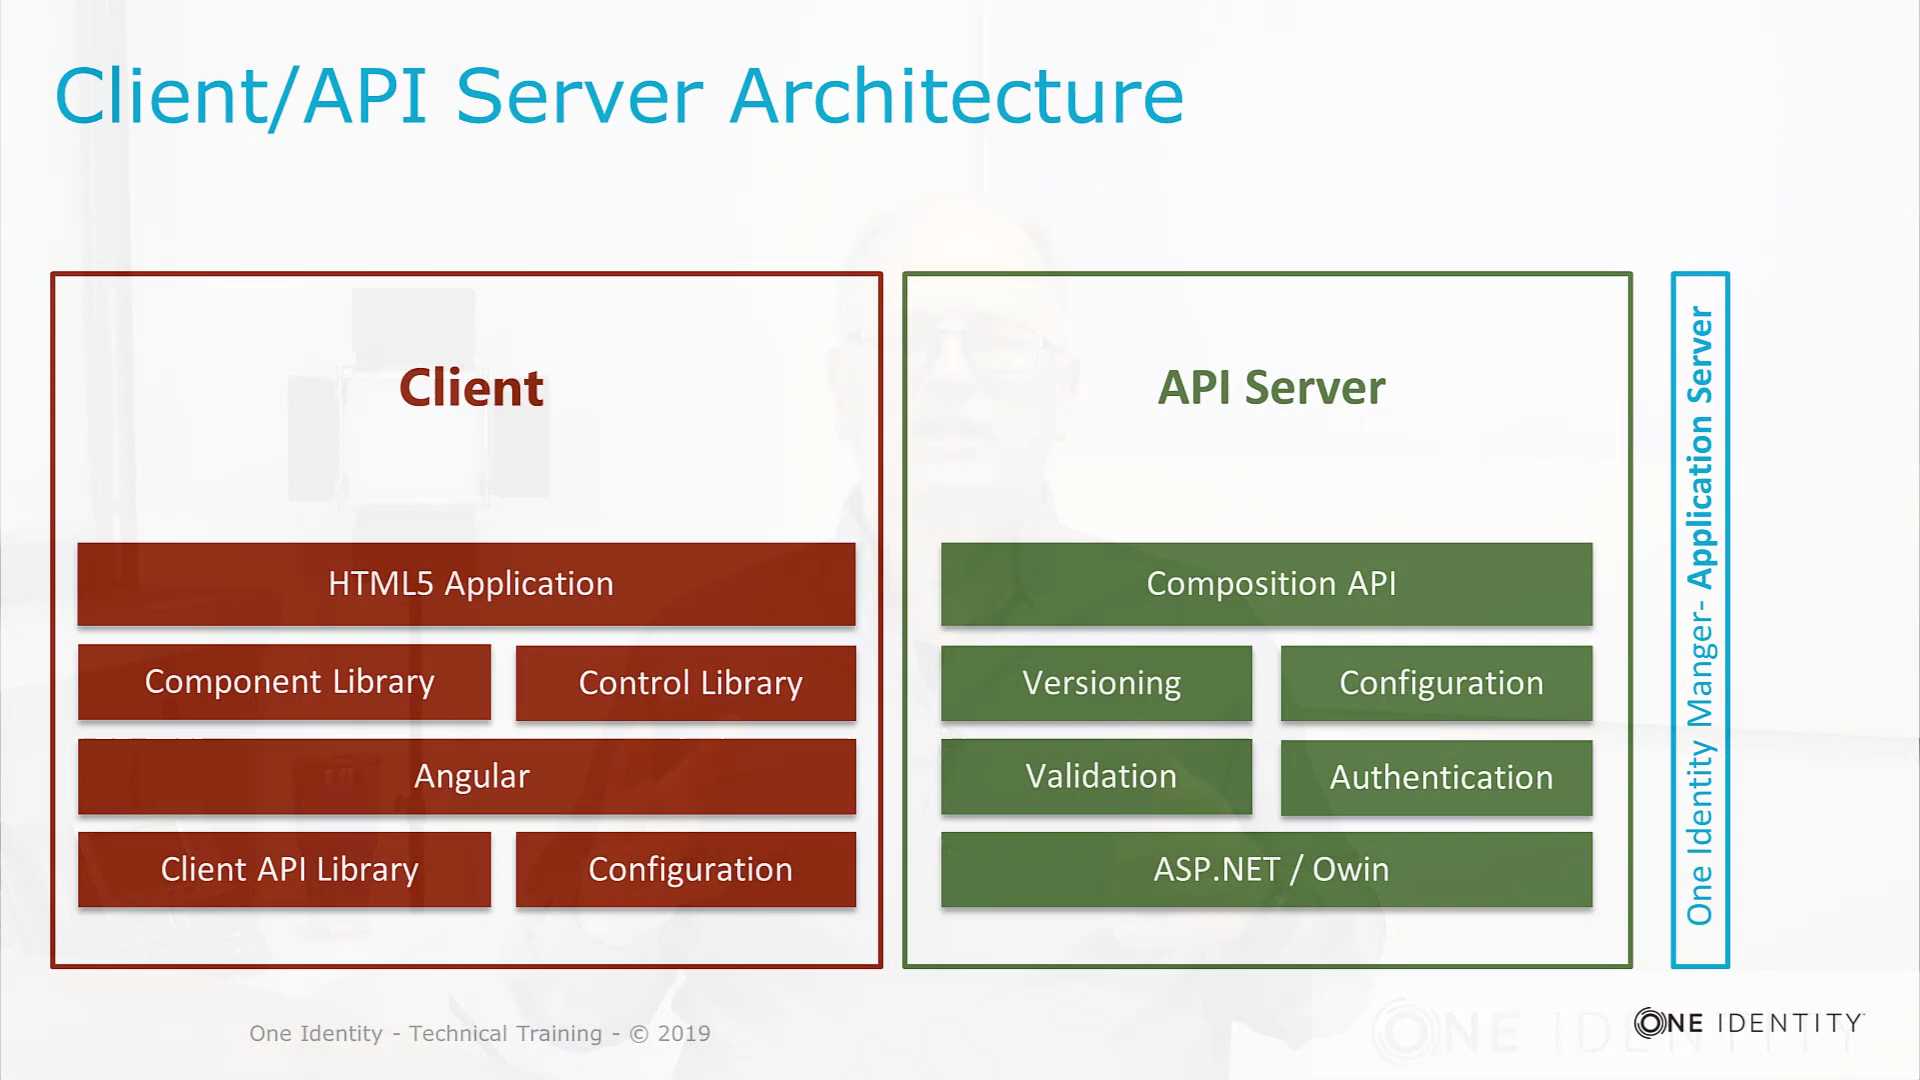 Client/API Server Architecture
Client
HTML5 Application
Component Library
Control Library
Angular
Client API Library
Configuration
API Server
Composition API
Versioning
Configuration
Validation
Authentication
ASP.NET / Owin
One Identity Manger- Application Server
One Identity - Technical Training - © 2019
ONE IDENTITY
ONE IDENTITY